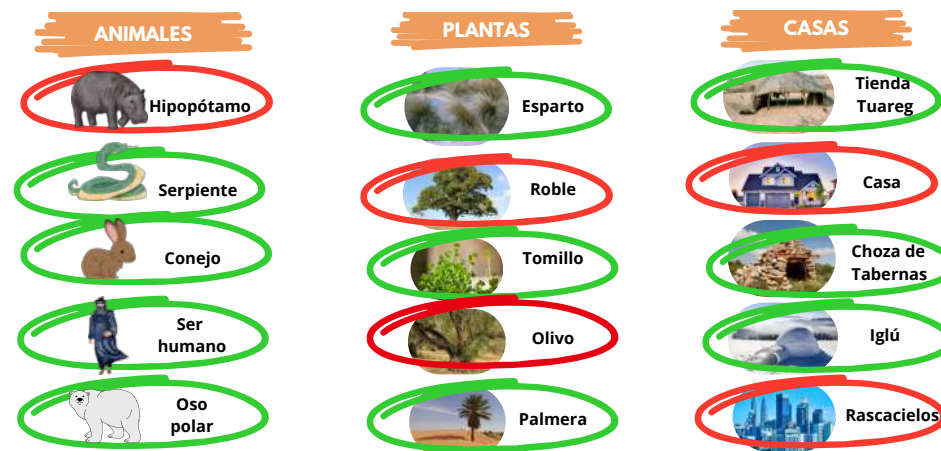 ANIMALES
Hipopótamo
Serpiente
Conejo
Ser
humano
Oso
polar
PLANTAS
Esparto
Roble
Tomillo
Olivo
Palmera
CASAS
Tienda
Tuareg
Casa
Choza de
Tabernas
Iglú
Rascacielos